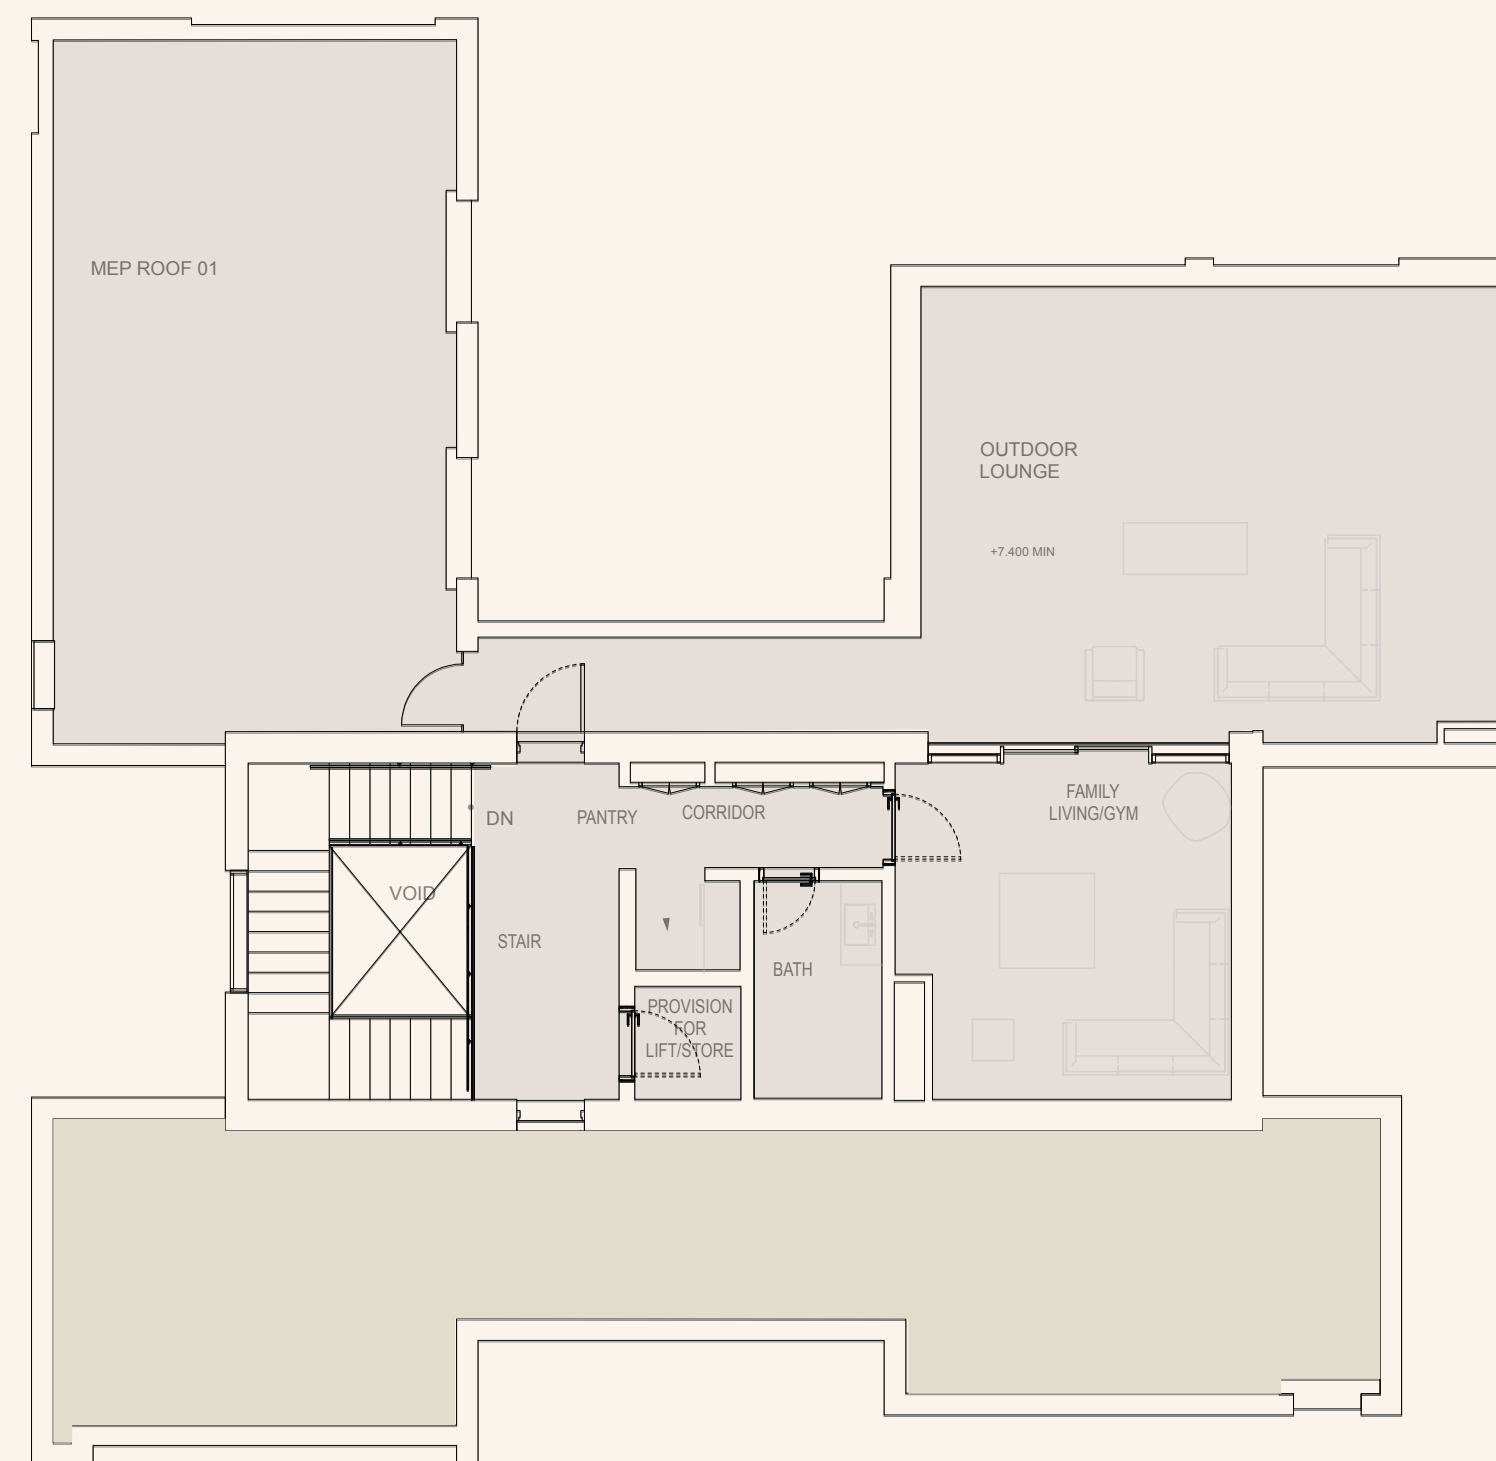 MEP ROOF 01
OUTDOOR
LOUNGE
+7.400 MIN
FAMILY
LIVING/GYM
DN
PANTRY
CORRIDOR
VOID
STAIR
BATH
PROVISION
FOR
LIFT/STORE